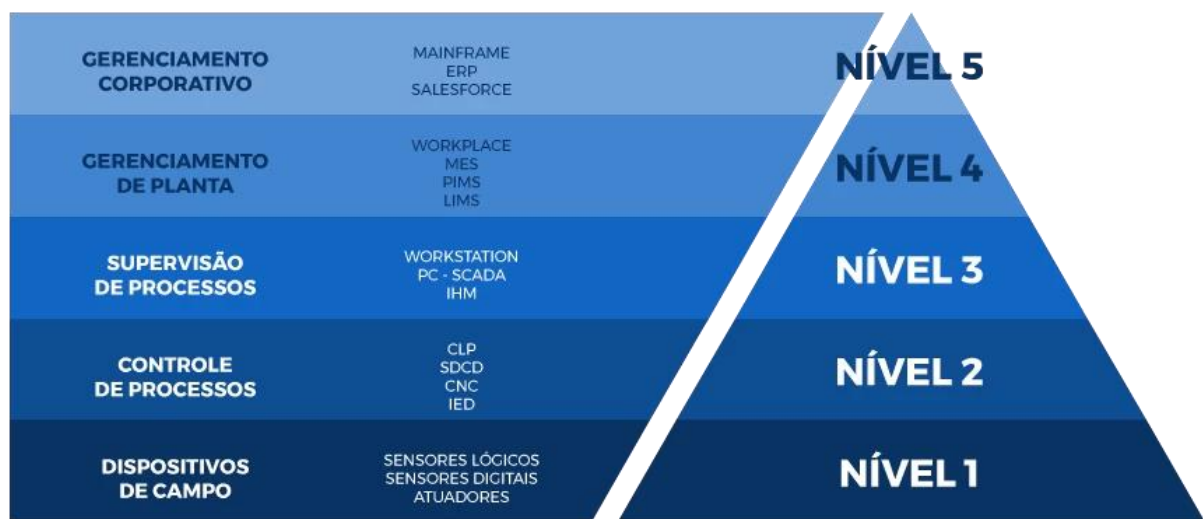 GERENCIAMENTO
CORPORATIVO
MAINFRAME
ERP
SALESFORCE
NÍVEL 5
GERENCIAMENTO
DE PLANTA
WORKPLACE
MES
PIMS
LIMS
NÍVEL 4
SUPERVISÃO
DE PROCESSOS
WORKSTATION
PC - SCADA
IHM
NÍVEL 3
CONTROLE
DE PROCESSOS
CLP
SDCD
CNC
IED
NÍVEL 2
DISPOSITIVOS
DE CAMPO
SENSORES LÓGICOS
SENSORES DIGITAIS
ATUADORES
NÍVEL 1